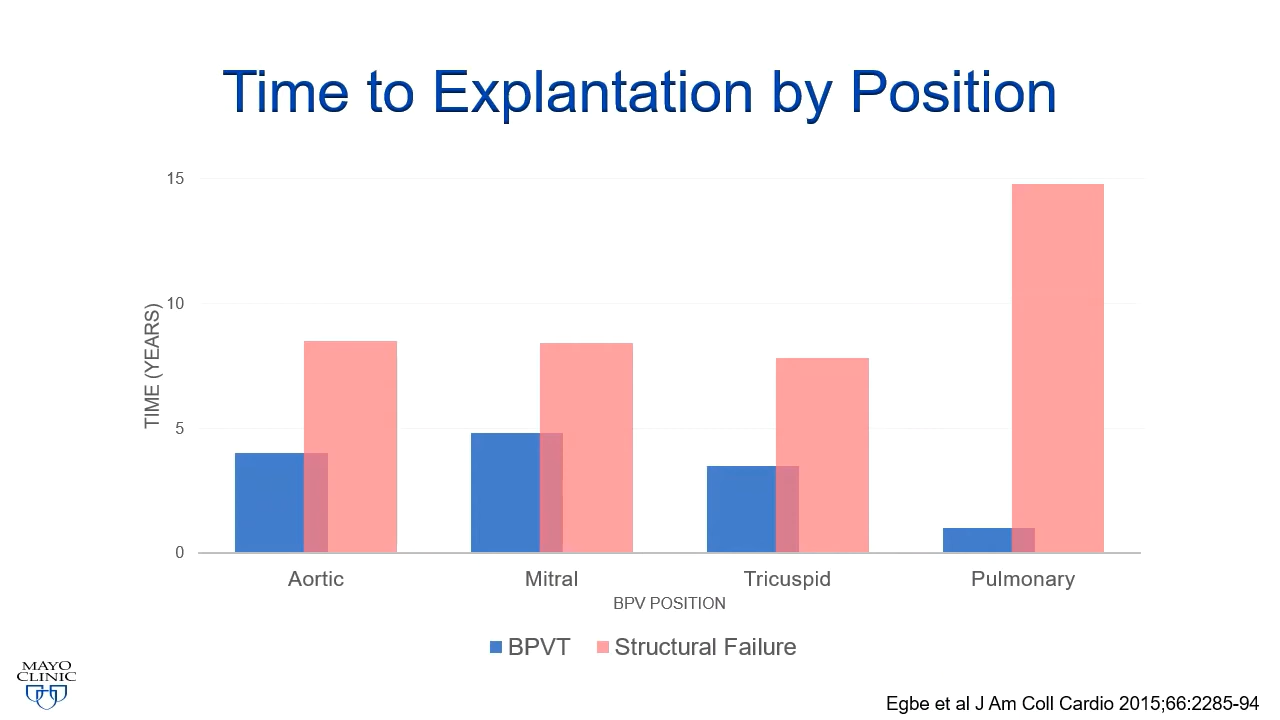 Time to Explantation by Position
15
10
5
0
TIME (YEARS)
Aortic
Mitral
Tricuspid
Pulmonary
BPV POSITION
BPVT
Structural Failure
MAYO
CLINIC
Egbe et al J Am Coll Cardio 2015;66:2285-94